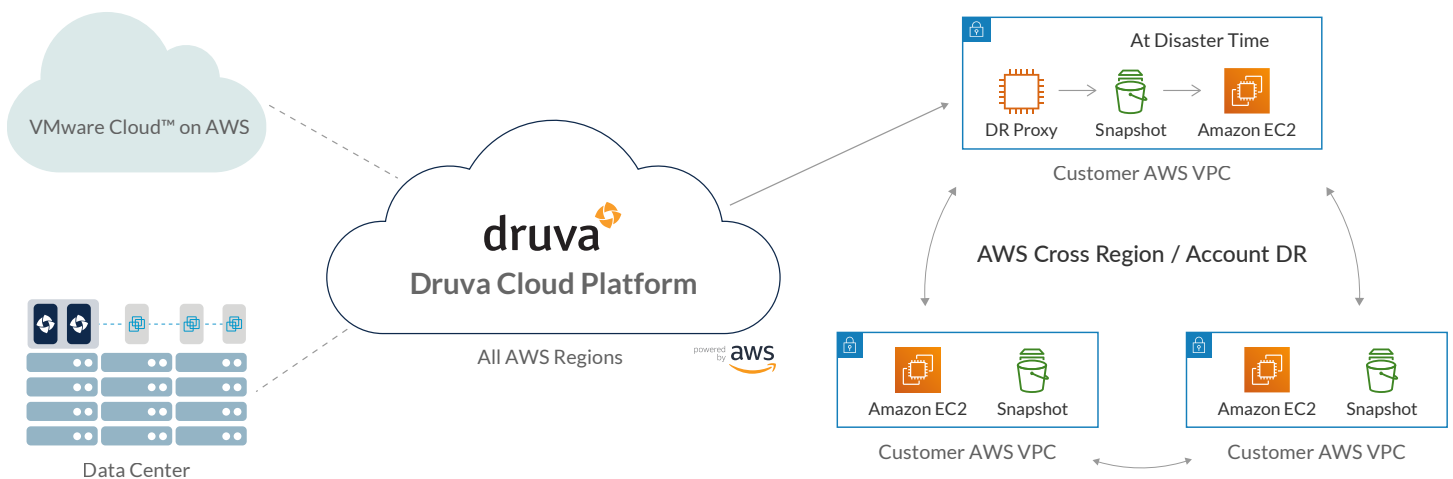 VMware Cloud™ on AWS
Data Center
druva
Druva Cloud Platform
All AWS Regions
powered
by aws
At Disaster Time
DR Proxy
Snapshot
Amazon EC2
Customer AWS VPC
AWS Cross Region / Account DR
Amazon EC2
Snapshot
Customer AWS VPC
Amazon EC2
Snapshot
Customer AWS VPC